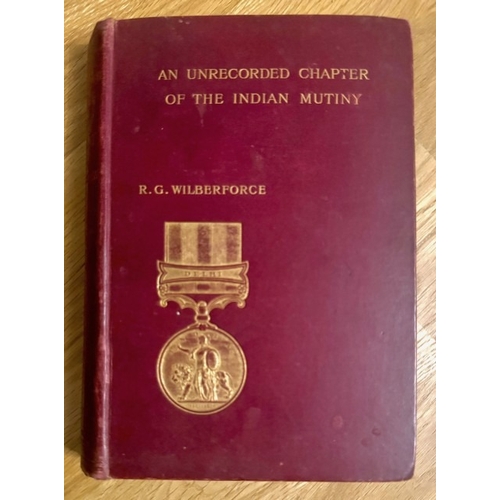 AN UNRECORDED CHAPTER
OF THE INDIAN MUTINY
R. G. WILBERFORCE
DELHI